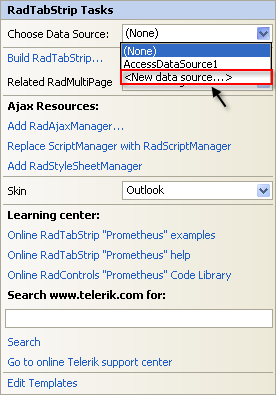 RadTabStrip Tasks
Choose Data Source: (None)
(None)
Build RadTabStrip...
AccessDataSource1
<New data source...>
Related RadMultiPage
Ajax Resources:
Add RadAjaxManager...
Replace ScriptManager with RadScriptManager
Add RadStyleSheetManager
Skin Outlook
Learning center:
Online RadTabStrip "Prometheus" examples
Online RadTabStrip "Prometheus" help
Online RadControls "Prometheus" Code Library
Search www.telerik.com for:
Search
Go to online Telerik support center
Edit Templates